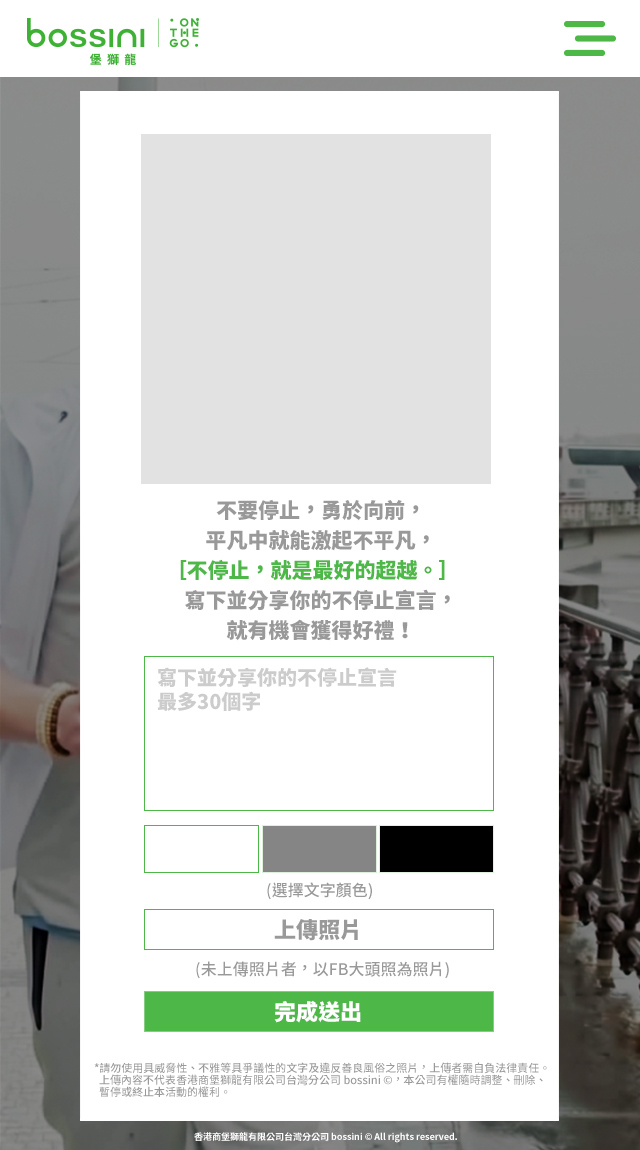 bossini
堡獅龍
· ON
THE
GO ·
不要停止，勇於向前，
平凡中就能激起不平凡，
[不停止，就是最好的超越。]
寫下並分享你的不停止宣言，
就有機會獲得好禮！
寫下並分享你的不停止宣言
最多30個字
(選擇文字顏色)
上傳照片
(未上傳照片者，以FB大頭照為照片)
完成送出
*請勿使用具威脅性、不雅等具爭議性的文字及違反善良風俗之照片，上傳者需自負法律責任。
上傳內容不代表香港商堡獅龍有限公司台灣分公司 bossini ©，本公司有權隨時調整、刪除、
暫停或終止本活動的權利。
香港商堡獅龍有限公司台灣分公司 bossini © All rights reserved.